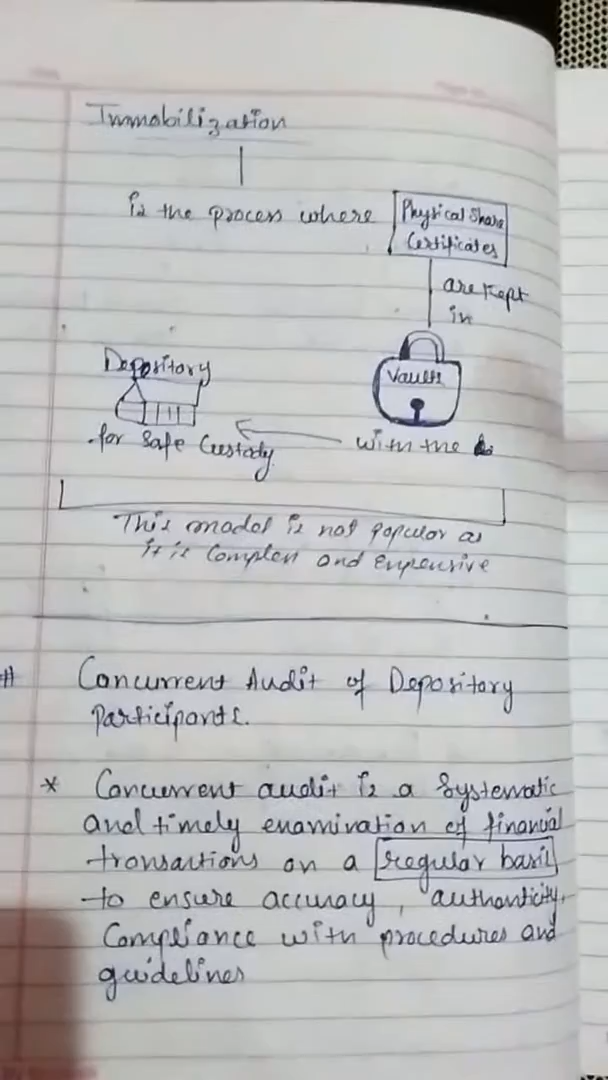 Immobilization
is the process where Physical Share
Certificates
are kept
in
Vaults
with the
Depository
for Safe Custody
This model is not popular as
it is Complex and expensive
# Concurrent Audit of Depository
Participants.
* Concurrent audit is a Systematic
and timely examination of financial
transactions on a regular basis
to ensure accuracy, authenticity,
Compliance with procedures and
guidelines